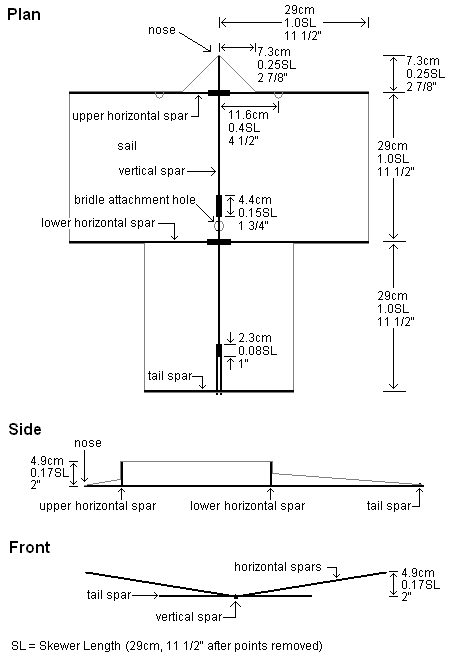 Plan
29cm
1.0SL
11 1/2"
nose
7.3cm
0.25SL
2 7/8"
7.3cm
0.25SL
2 7/8"
upper horizontal spar
11.6cm
0.4SL
4 1/2"
sail
29cm
1.0SL
11 1/2"
vertical spar
bridle attachment hole
4.4cm
0.15SL
1 3/4"
lower horizontal spar
29cm
1.0SL
11 1/2"
2.3cm
0.08SL
1"
tail spar
Side
nose
4.9cm
0.17SL
2"
upper horizontal spar
lower horizontal spar
tail spar
Front
horizontal spars
4.9cm
0.17SL
2"
tail spar
vertical spar
SL = Skewer Length (29cm, 11 1/2" after points removed)